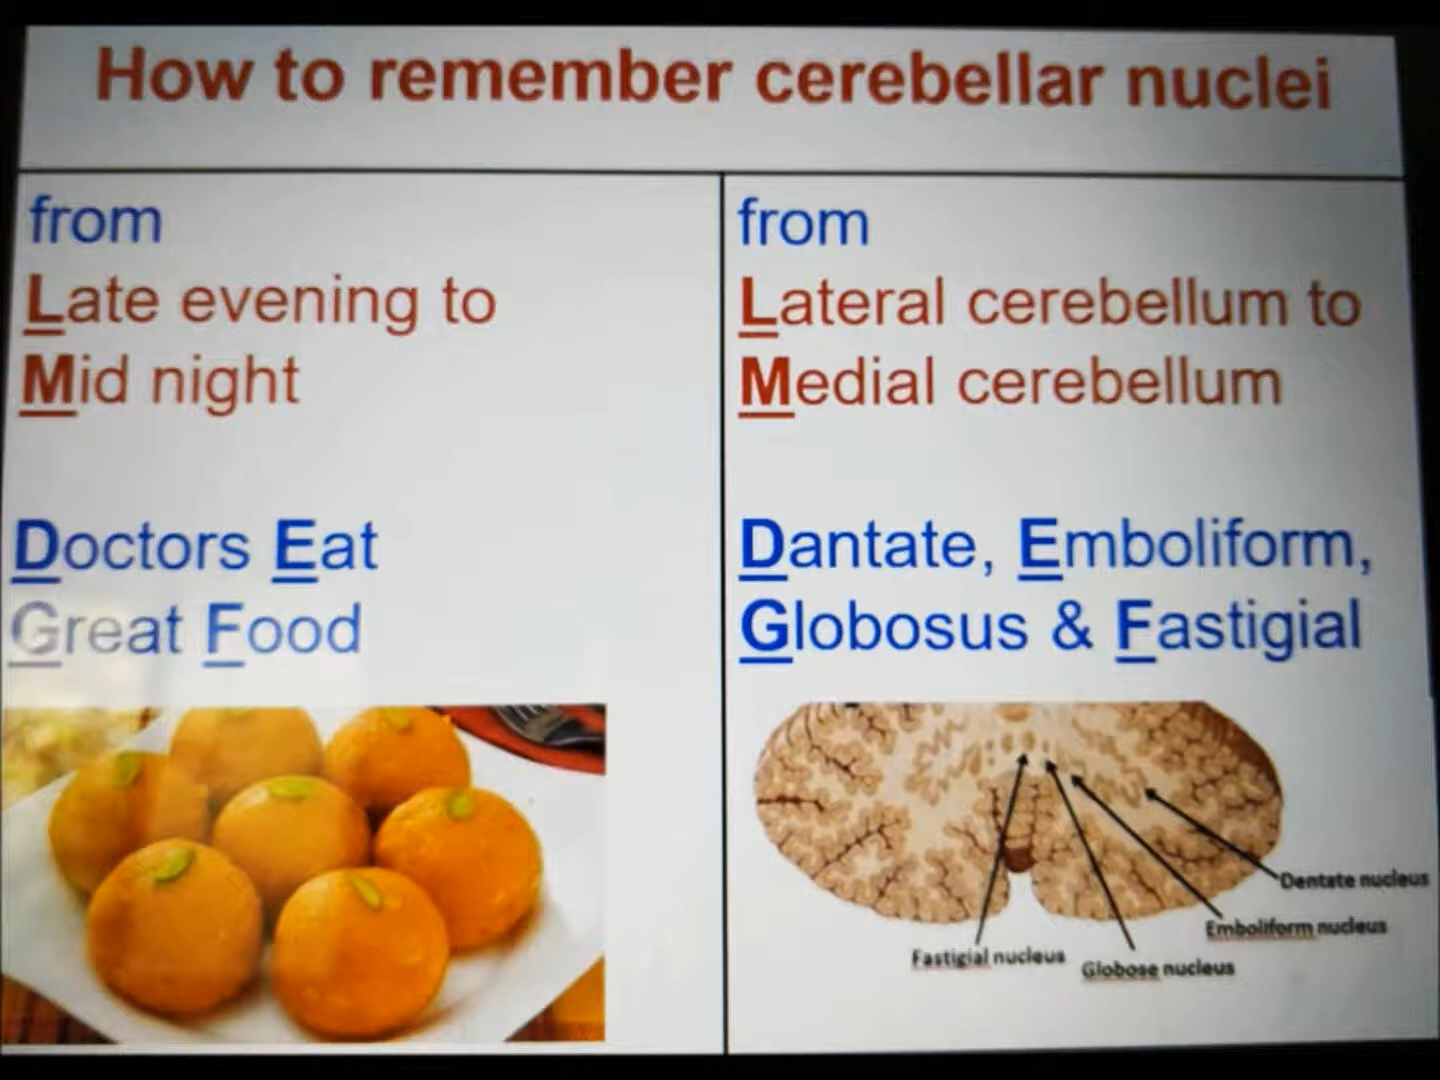 How to remember cerebellar nuclei
from
Late evening to
Mid night
Doctors Eat
Great Food
from
Lateral cerebellum to
Medial cerebellum
Dantate, Emboliform,
Globosus & Fastigial
Dentate nucleus
Emboliform nucleus
Fastigial nucleus
Globose nucleus